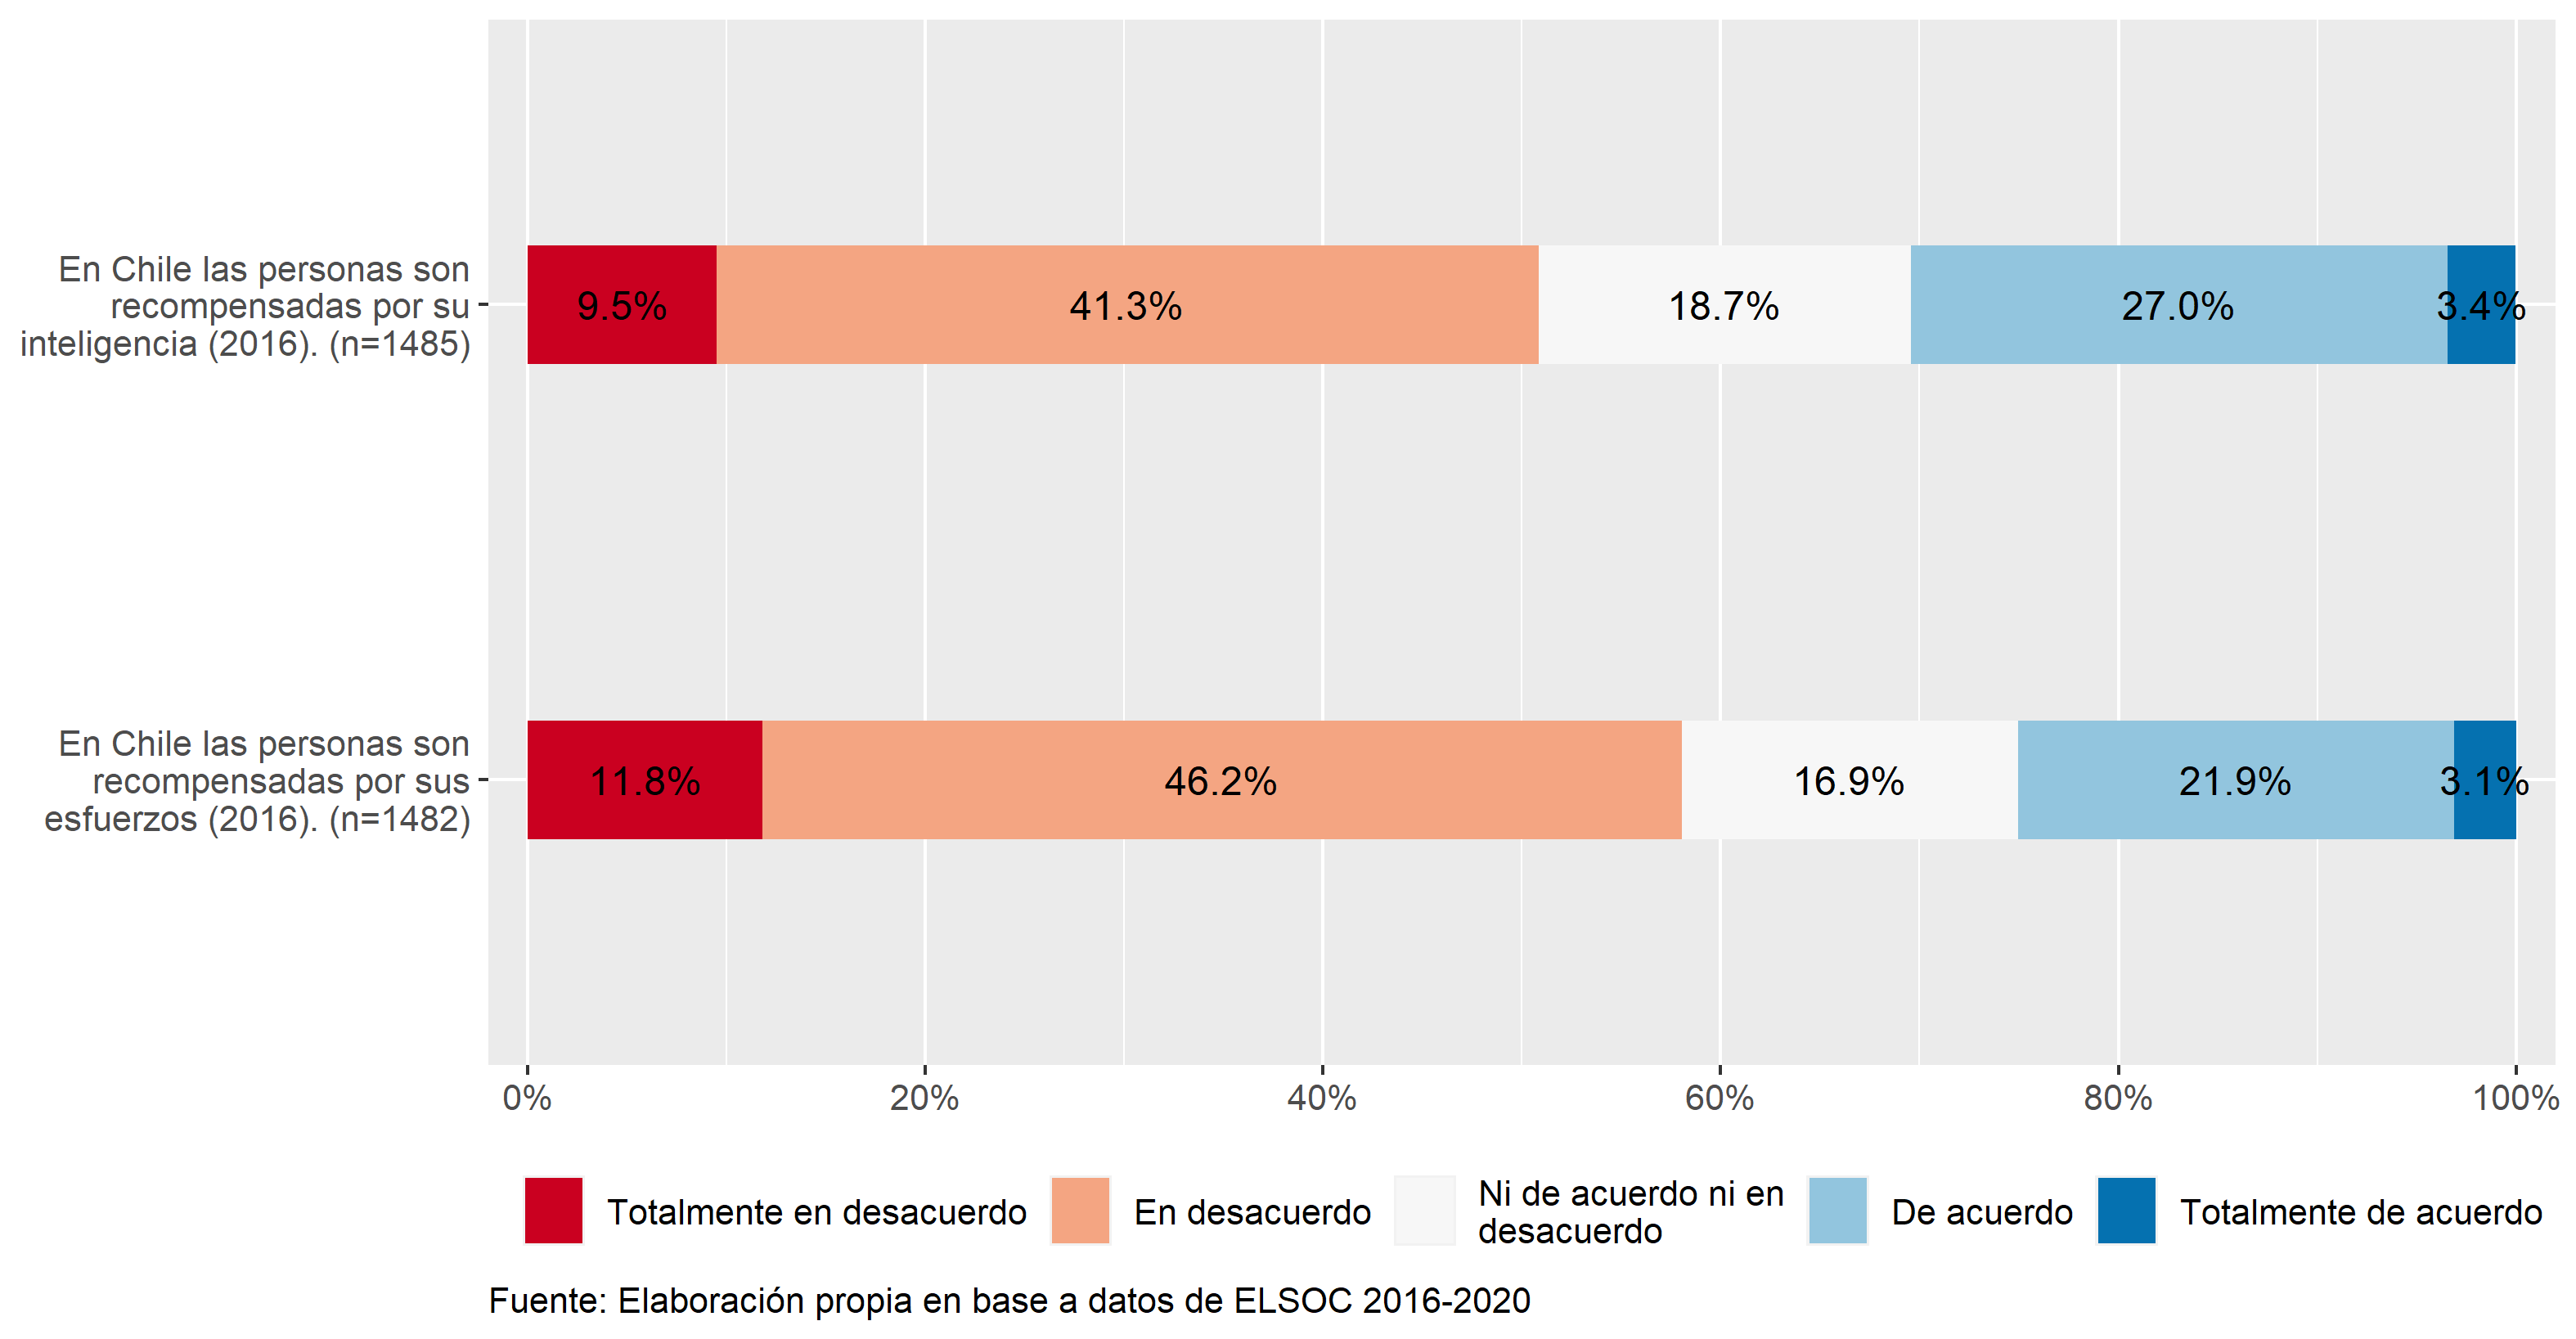 En Chile las personas son
recompensadas por su
inteligencia (2016). (n=1485)
9.5%
41.3%
18.7%
27.0%
3.4%
En Chile las personas son
recompensadas por sus
esfuerzos (2016). (n=1482)
11.8%
46.2%
16.9%
21.9%
3.1%
0%
20%
40%
60%
80%
100%
Totalmente en desacuerdo
En desacuerdo
Ni de acuerdo ni en
desacuerdo
De acuerdo
Totalmente de acuerdo
Fuente: Elaboración propia en base a datos de ELSOC 2016-2020